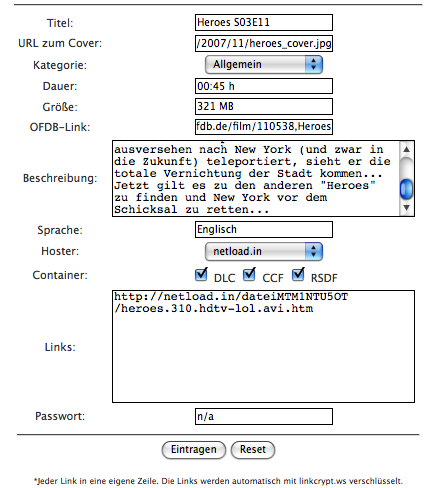 Titel: Heroes S03E11
URL zum Cover: /2007/11/heroes_cover.jpg
Kategorie: Allgemein
Dauer: 00:45 h
Größe: 321 MB
OFDB-Link: fdb.de/film/110538,Heroes
Beschreibung:
ausversehen nach New York (und zwar in
die Zukunft) teleportiert, sieht er die
totale Vernichtung der Stadt kommen...
Jetzt gilt es zu den anderen "Heroes"
zu finden und New York vor dem
Schicksal zu retten...
Sprache: Englisch
Hoster: netload.in
Container: DLC CCF RSDF
Links:
http://netload.in/dateiMTM1NTU5OT
/heroes.310.hdtv-lol.avi.htm
Passwort: n/a
Eintragen Reset
*Jeder Link in eine eigene Zeile. Die Links werden automatisch mit linkcrypt.ws verschlüsselt.